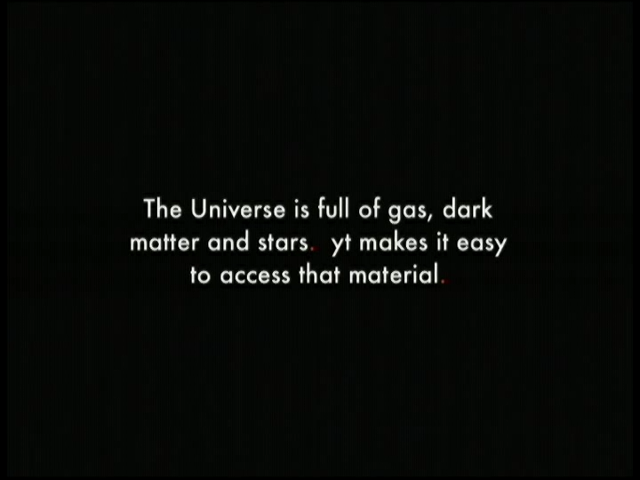 The Universe is full of gas, dark
matter and stars. yt makes it easy
to access that material.